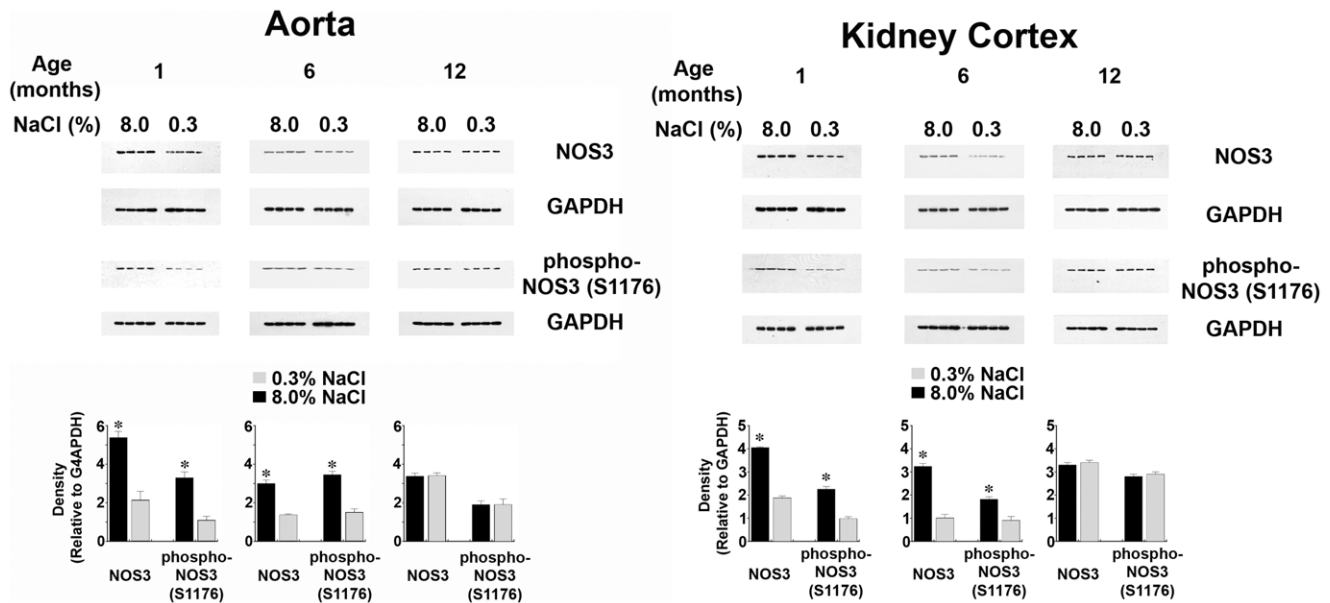 Aorta
Age
(months)
1 6 12
NaCl (%)
8.0 0.3 8.0 0.3 8.0 0.3
NOS3
GAPDH
phospho-
NOS3 (S1176)
GAPDH
0.3% NaCl
8.0% NaCl
Density
(Relative to G4APDH)
6
4
2
0
*
*
NOS3
phospho-
NOS3
(S1176)
6
4
2
0
*
*
NOS3
phospho-
NOS3
(S1176)
6
4
2
0
NOS3
phospho-
NOS3
(S1176)
Kidney Cortex
Age
(months)
1 6 12
NaCl (%)
8.0 0.3 8.0 0.3 8.0 0.3
NOS3
GAPDH
phospho-
NOS3 (S1176)
GAPDH
0.3% NaCl
8.0% NaCl
Density
(Relative to GAPDH)
5
4
3
2
1
0
*
*
NOS3
phospho-
NOS3
(S1176)
5
4
3
2
1
0
*
*
NOS3
phospho-
NOS3
(S1176)
5
4
3
2
1
0
NOS3
phospho-
NOS3
(S1176)